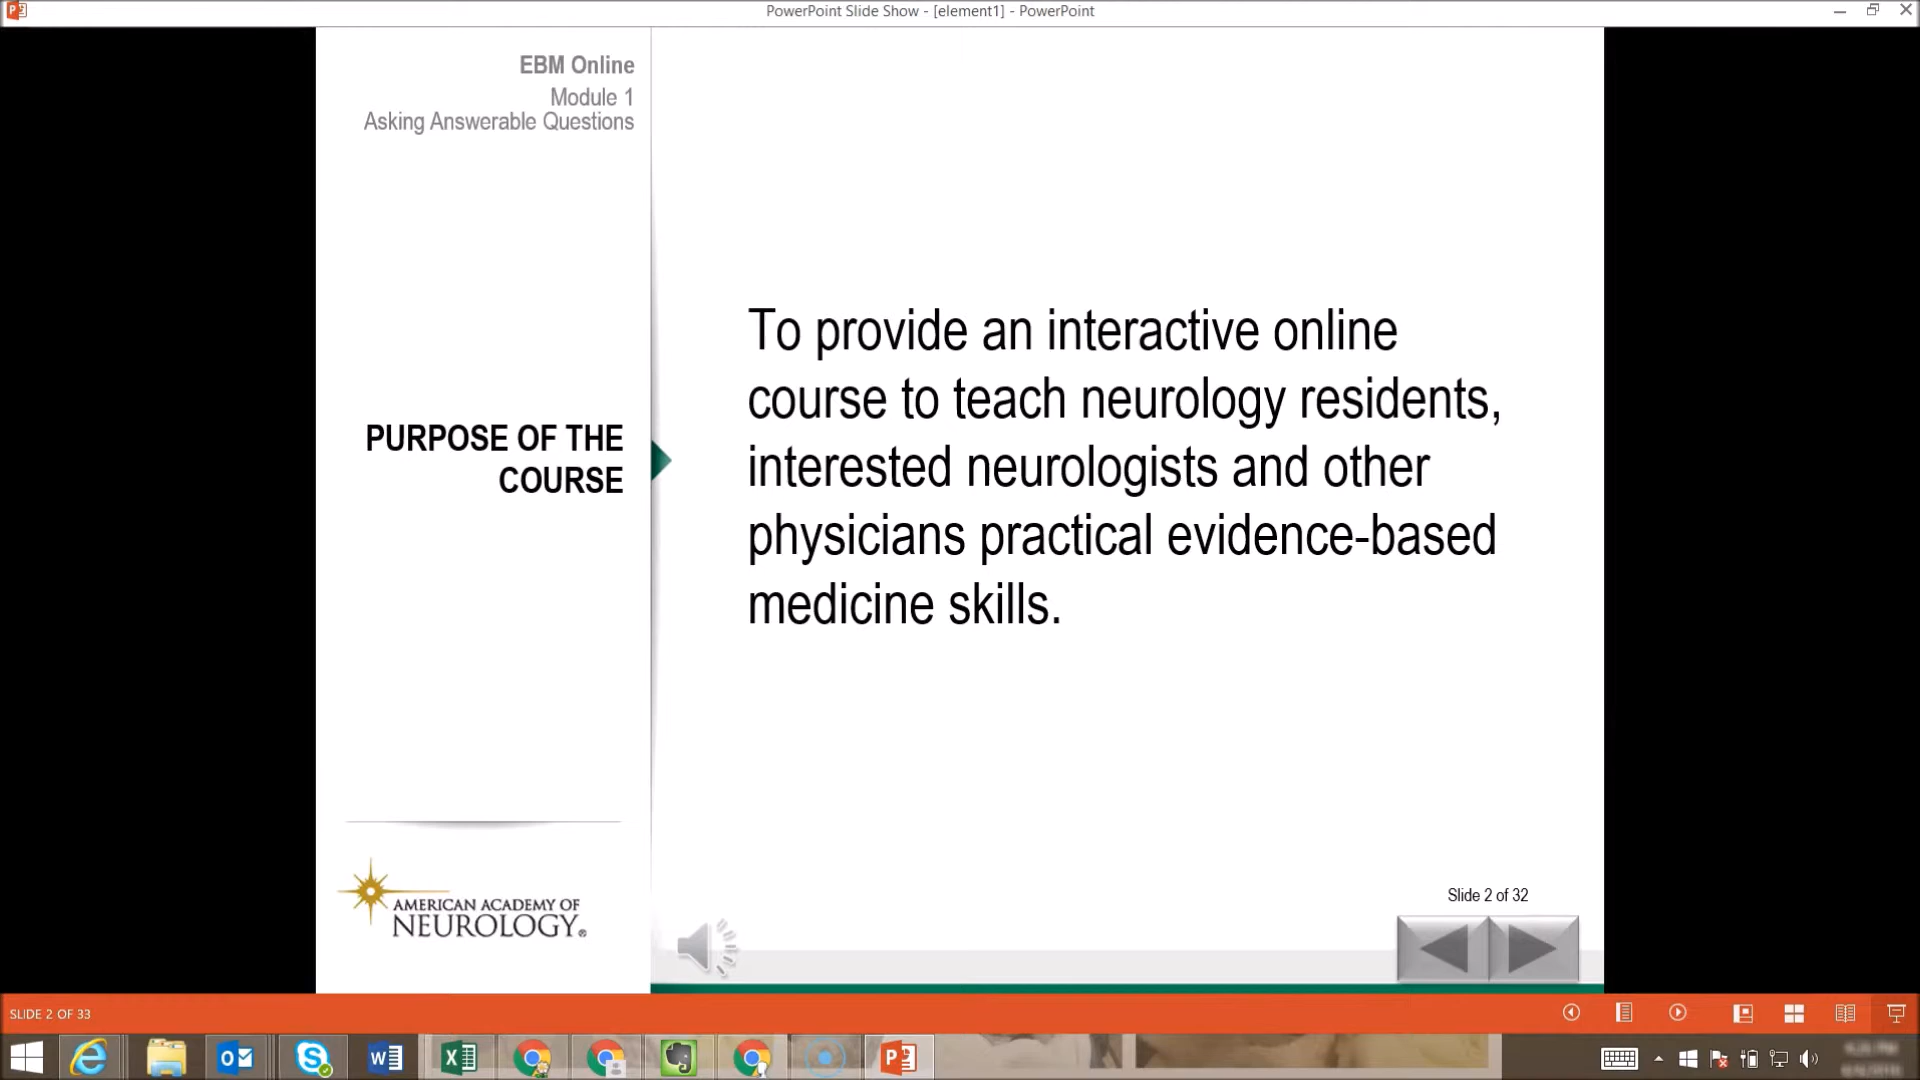 PowerPoint Slide Show - [element1] - PowerPoint
EBM Online
Module 1
Asking Answerable Questions
PURPOSE OF THE
COURSE
To provide an interactive online
course to teach neurology residents,
interested neurologists and other
physicians practical evidence-based
medicine skills.
AMERICAN ACADEMY OF
NEUROLOGY®
Slide 2 of 32
SLIDE 2 OF 33